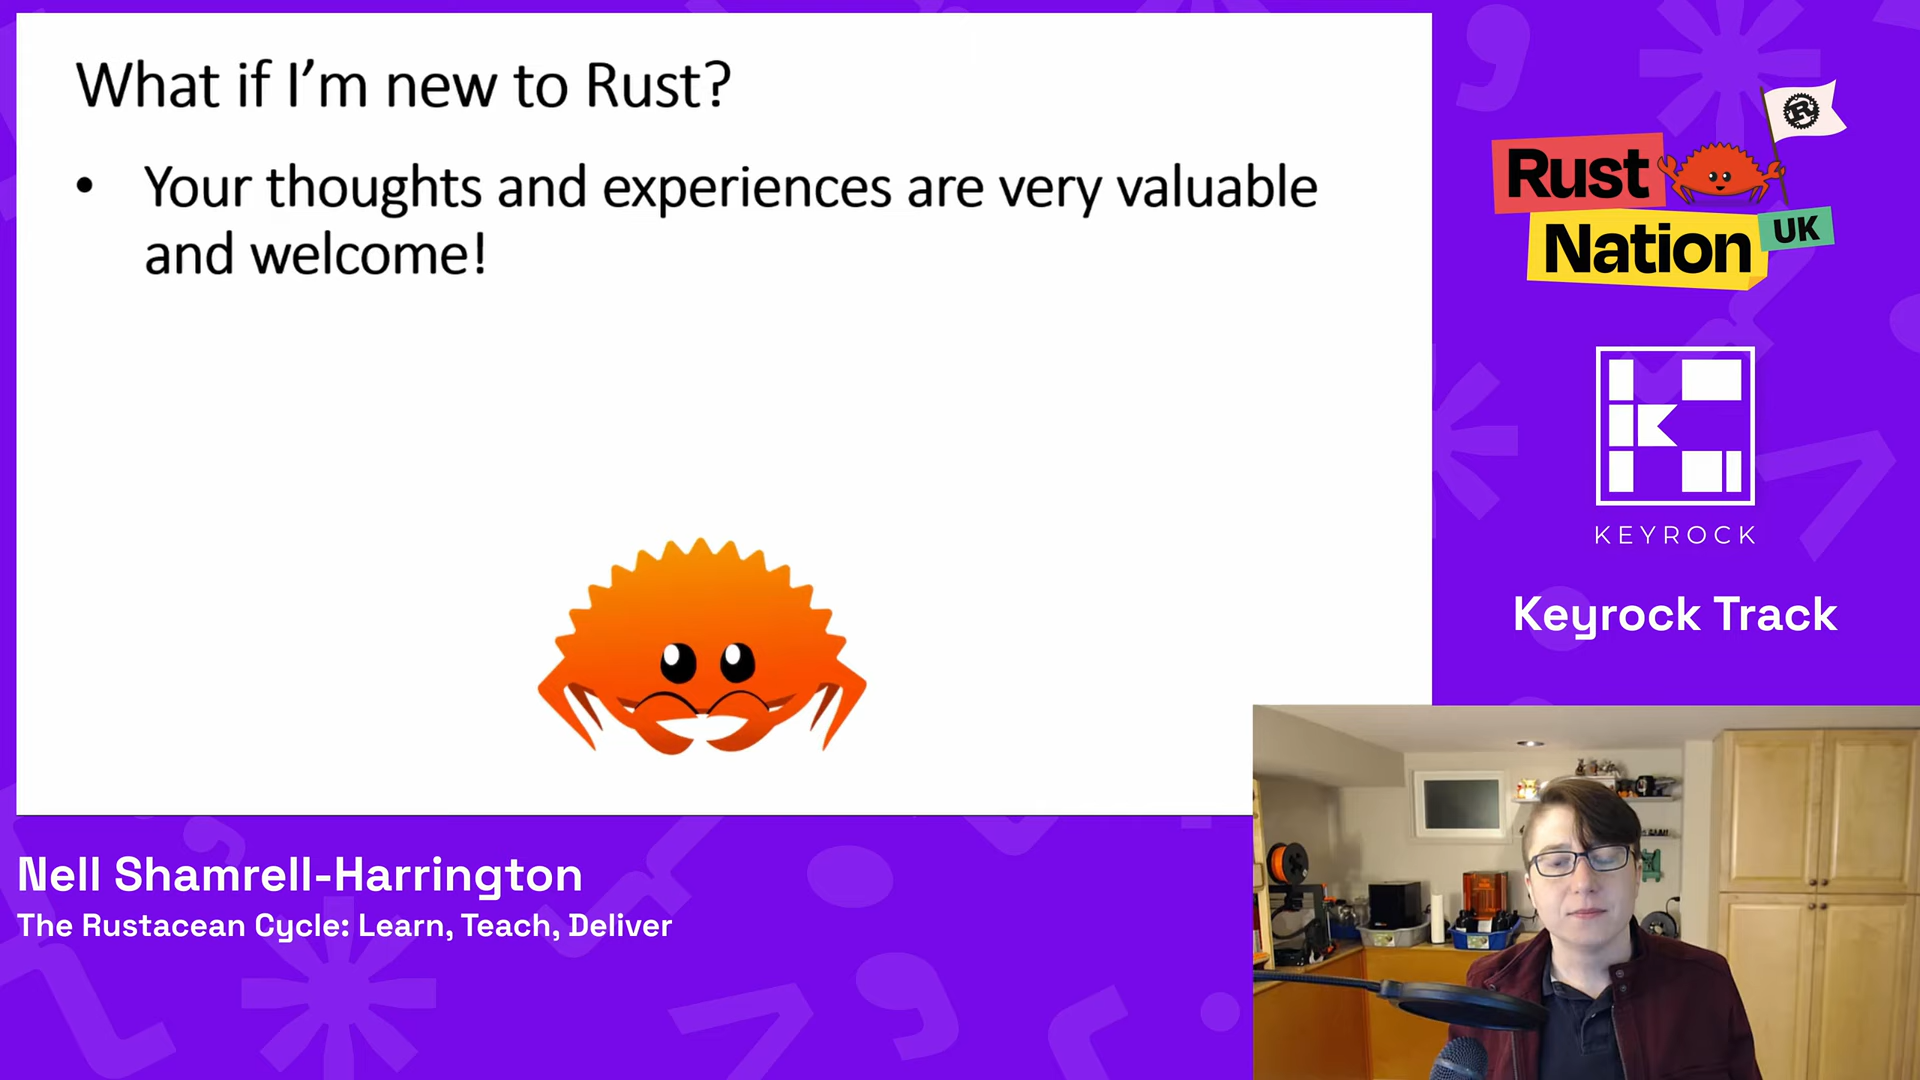 What if I'm new to Rust?
• Your thoughts and experiences are very valuable
and welcome!
Rust
Nation
UK
R
KEYROCK
Keyrock Track
Nell Shamrell-Harrington
The Rustacean Cycle: Learn, Teach, Deliver